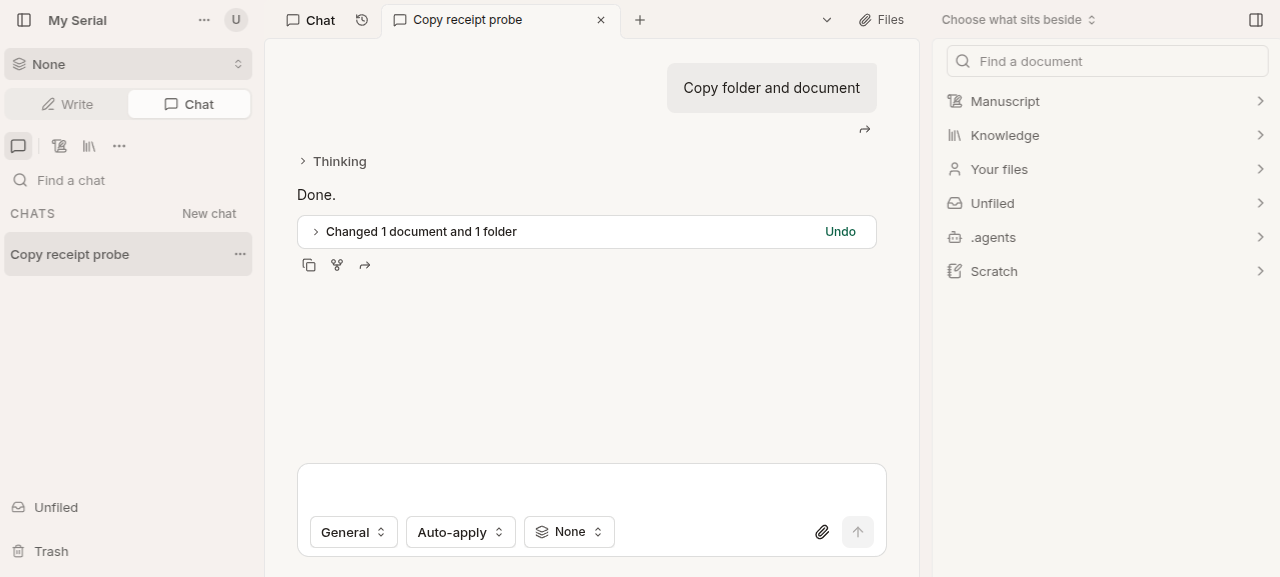 My Serial
U
None
Write
Chat
Find a chat
CHATS
New chat
Copy receipt probe
Unfiled
Trash
Chat
Copy receipt probe
Files
Copy folder and document
Thinking
Done.
Changed 1 document and 1 folder
Undo
General
Auto-apply
None
Choose what sits beside
Find a document
Manuscript
Knowledge
Your files
Unfiled
.agents
Scratch